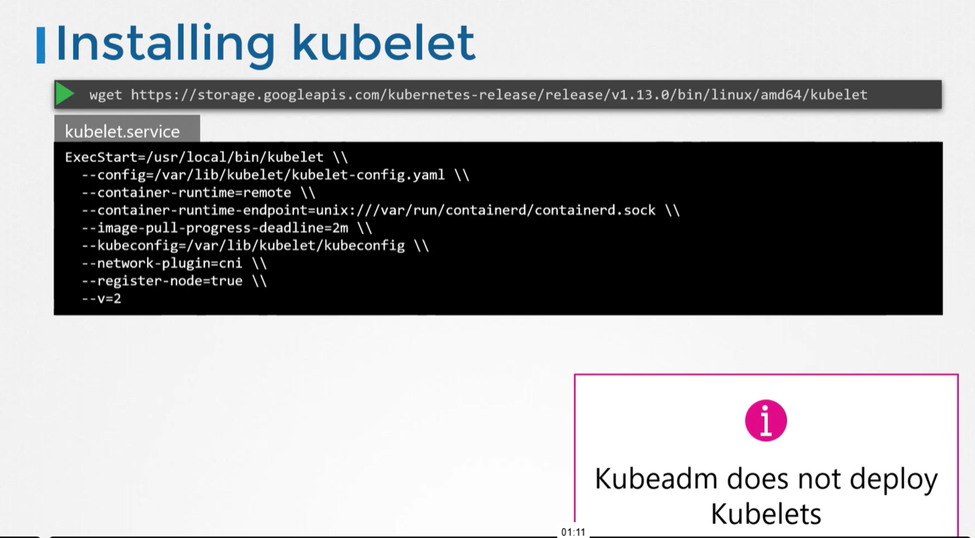 Installing kubelet
wget https://storage.googleapis.com/kubernetes-release/release/v1.13.0/bin/linux/amd64/kubelet
kubelet.service
ExecStart=/usr/local/bin/kubelet \\
--config=/var/lib/kubelet/kubelet-config.yaml \\
--container-runtime=remote \\
--container-runtime-endpoint=unix:///var/run/containerd/containerd.sock \\
--image-pull-progress-deadline=2m \\
--kubeconfig=/var/lib/kubelet/kubeconfig \\
--network-plugin=cni \\
--register-node=true \\
--v=2
i
Kubeadm does not deploy
Kubelets
01:11